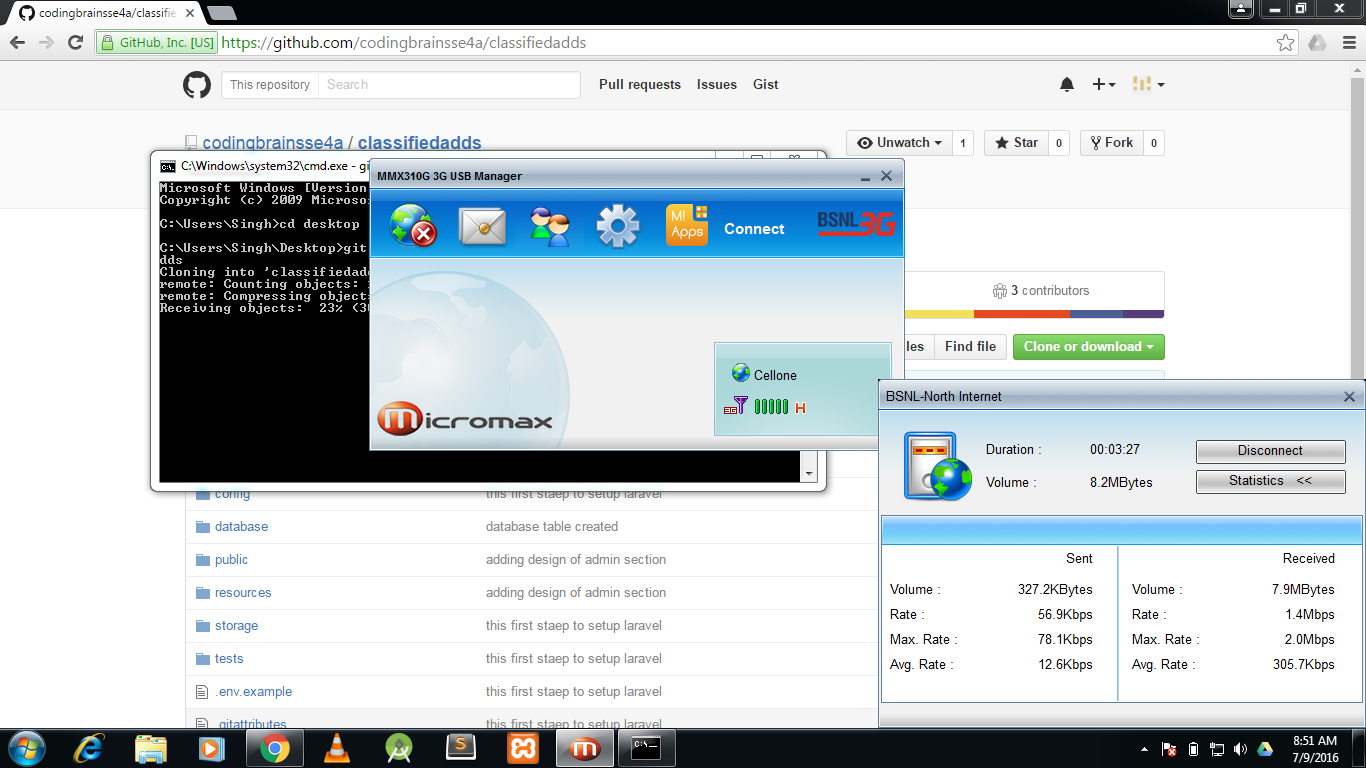 codingbrainsse4a/classifie
GitHub, Inc. [US] https://github.com/codingbrainsse4a/classifiedadds
This repository Search Pull requests Issues Gist
codingbrainsse4a / classifiedadds
Unwatch 1 Star 0 Fork 0
C:\Windows\system32\cmd.exe - gi
Microsoft Windows [Version
Copyright (c) 2009 Microso
C:\Users\Singh>cd desktop
C:\Users\Singh\Desktop>git
dds
Cloning into 'classifiedad
remote: Counting objects:
remote: Compressing object
Receiving objects: 23% (3
MMX310G 3G USB Manager
M! Apps
Connect
BSNL 3G
Cellone
3G H
Micromax
3 contributors
les Find file Clone or download
BSNL-North Internet
Duration : 00:03:27 Disconnect
Volume : 8.2MBytes Statistics <<
Sent Received
Volume : 327.2KBytes Volume : 7.9MBytes
Rate : 56.9Kbps Rate : 1.4Mbps
Max. Rate : 78.1Kbps Max. Rate : 2.0Mbps
Avg. Rate : 12.6Kbps Avg. Rate : 305.7Kbps
config this first staep to setup laravel
database database table created
public adding design of admin section
resources adding design of admin section
storage this first staep to setup laravel
tests this first staep to setup laravel
.env.example this first staep to setup laravel
.gitattributes this first staep to setup laravel
C:\_
8:51 AM
7/9/2016